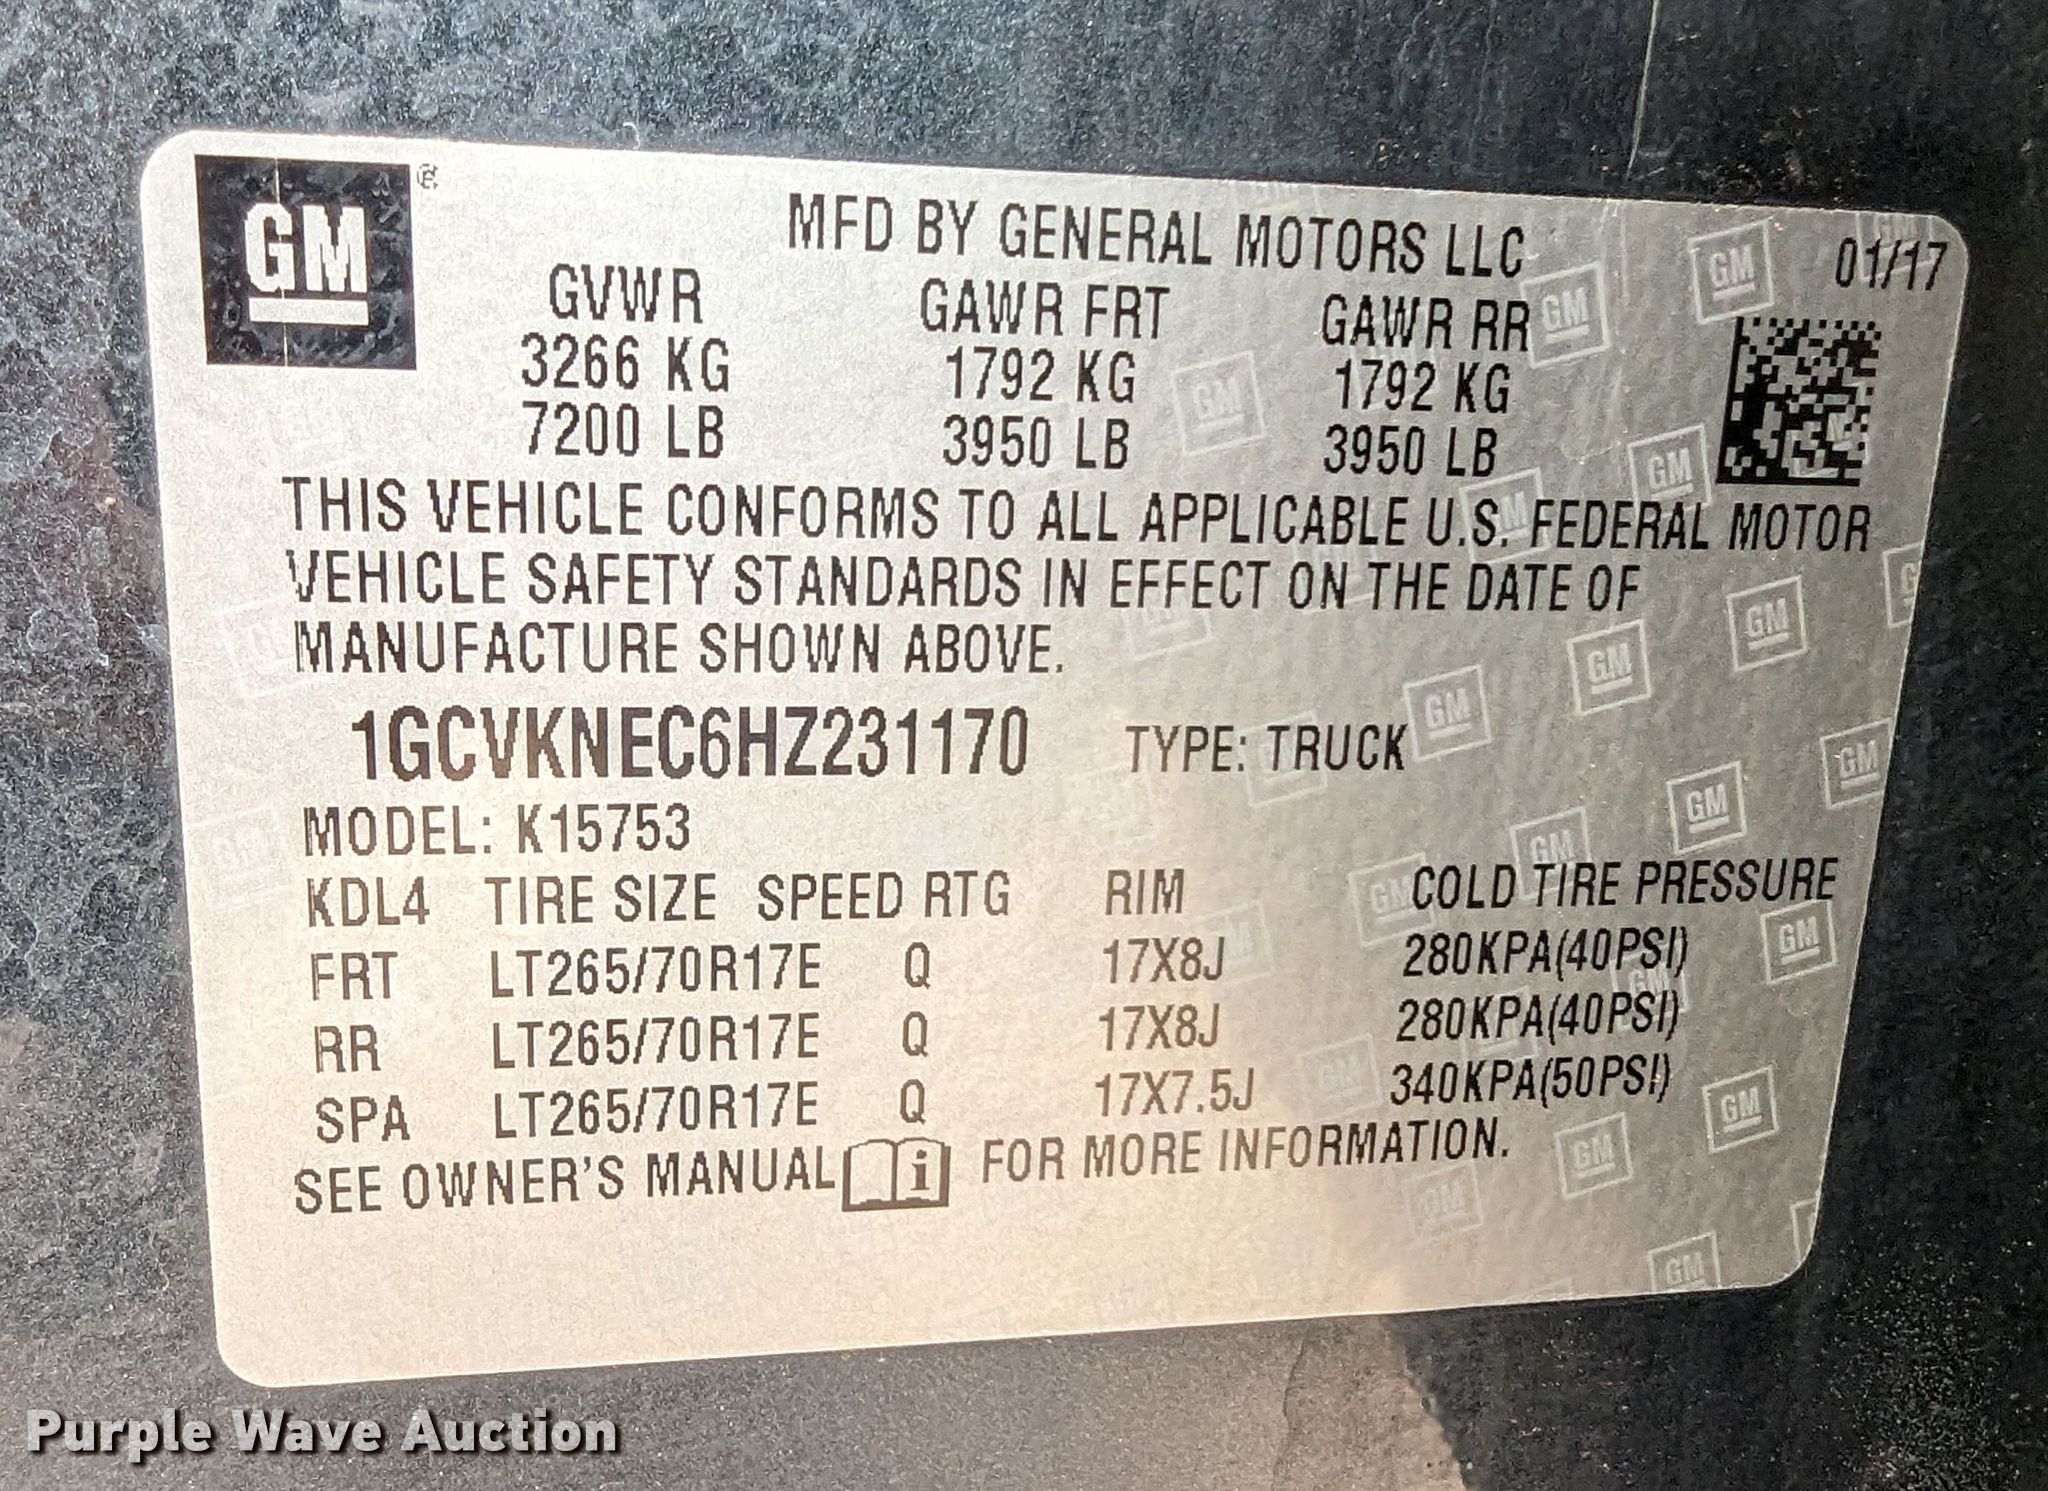 GM
MFD BY GENERAL MOTORS LLC 01/17
GVWR GAWR FRT GAWR RR
3266 KG 1792 KG 1792 KG
7200 LB 3950 LB 3950 LB
THIS VEHICLE CONFORMS TO ALL APPLICABLE U.S. FEDERAL MOTOR
VEHICLE SAFETY STANDARDS IN EFFECT ON THE DATE OF
MANUFACTURE SHOWN ABOVE.
1GCVKNEC6HZ231170 TYPE: TRUCK
MODEL: K15753
KDL4 TIRE SIZE SPEED RTG RIM COLD TIRE PRESSURE
FRT LT265/70R17E Q 17X8J 280KPA(40PSI)
RR LT265/70R17E Q 17X8J 280KPA(40PSI)
SPA LT265/70R17E Q 17X7.5J 340KPA(50PSI)
SEE OWNER'S MANUAL i FOR MORE INFORMATION.
Purple Wave Auction